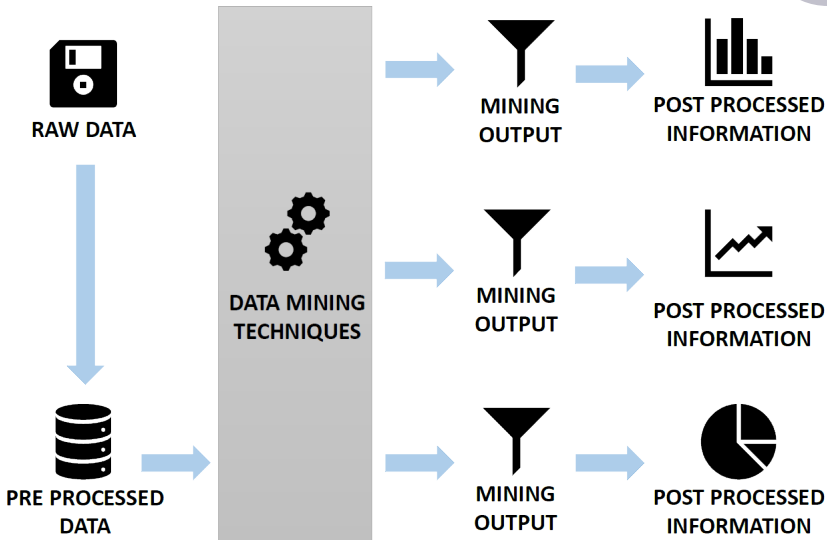 RAW DATA
PRE PROCESSED
DATA
DATA MINING
TECHNIQUES
MINING
OUTPUT
POST PROCESSED
INFORMATION
MINING
OUTPUT
POST PROCESSED
INFORMATION
MINING
OUTPUT
POST PROCESSED
INFORMATION